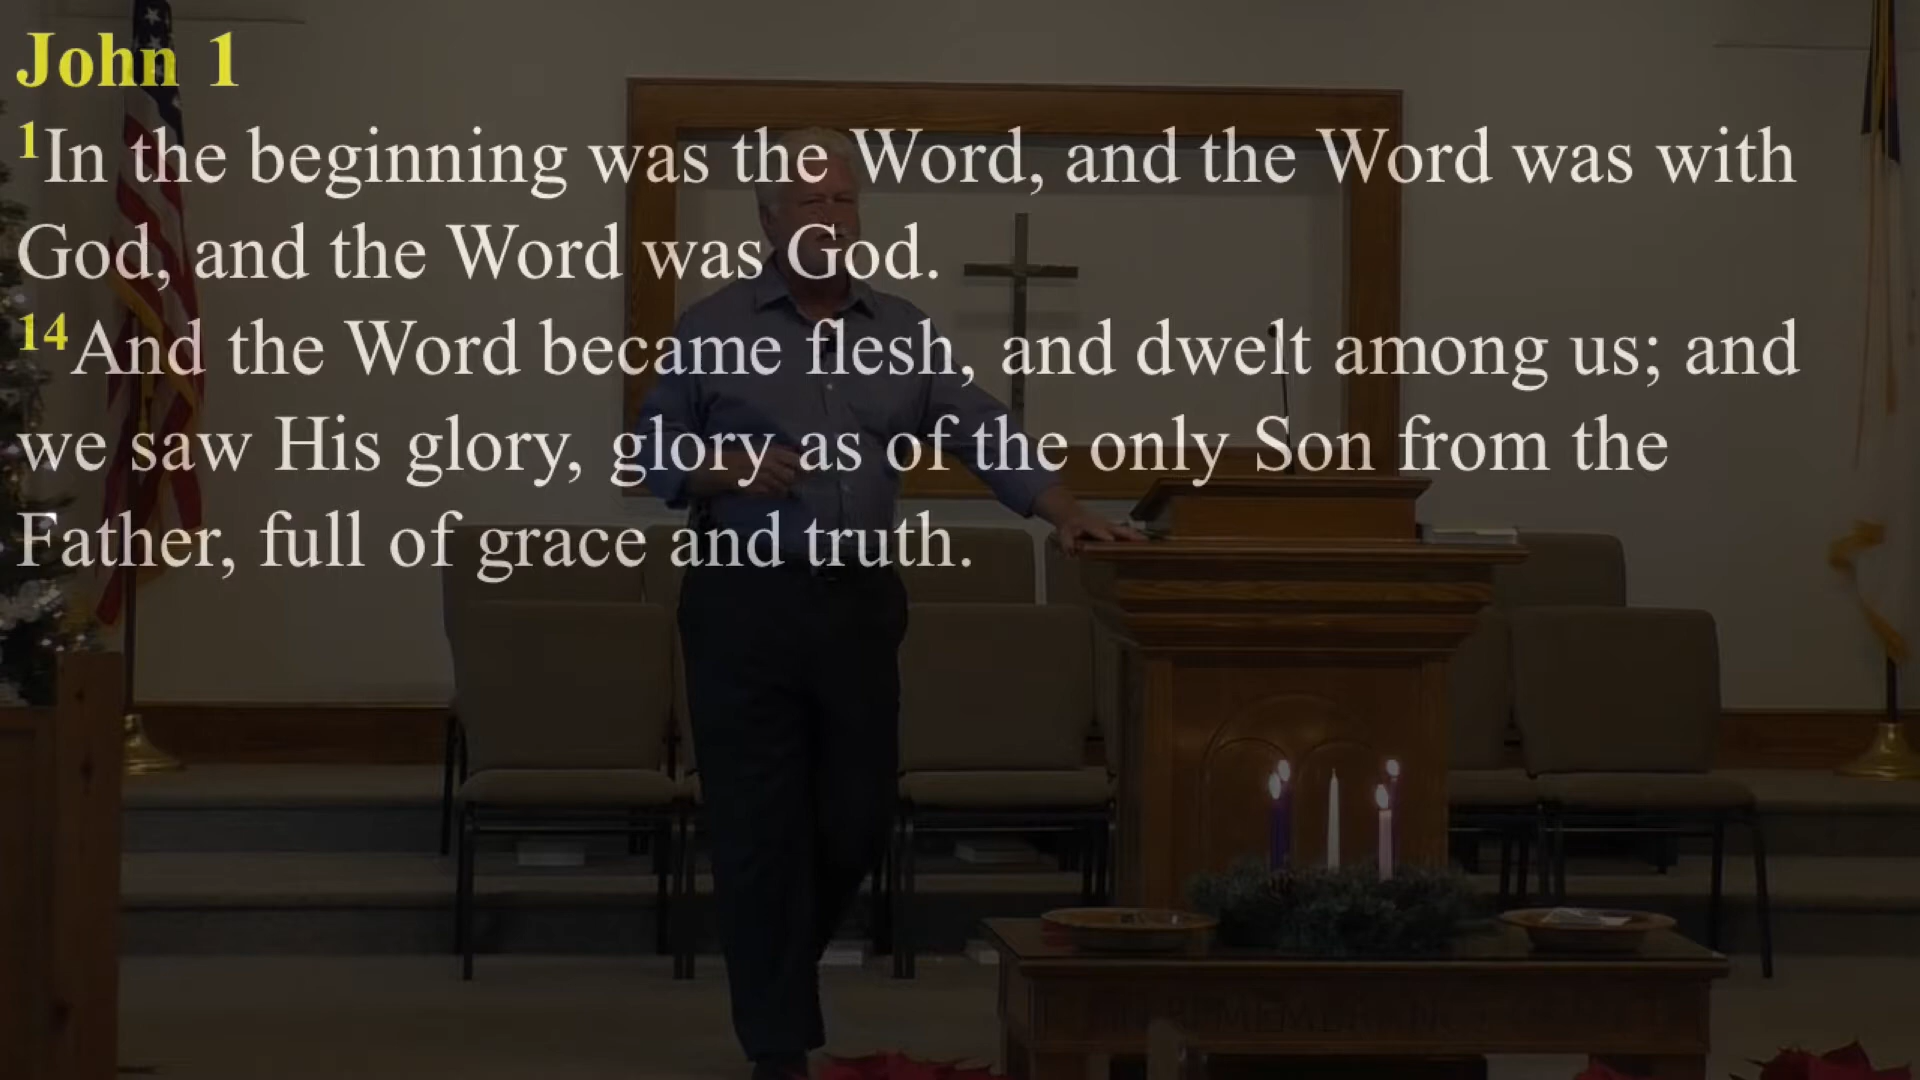 John 1
1In the beginning was the Word, and the Word was with
God, and the Word was God.
14And the Word became flesh, and dwelt among us; and
we saw His glory, glory as of the only Son from the
Father, full of grace and truth.